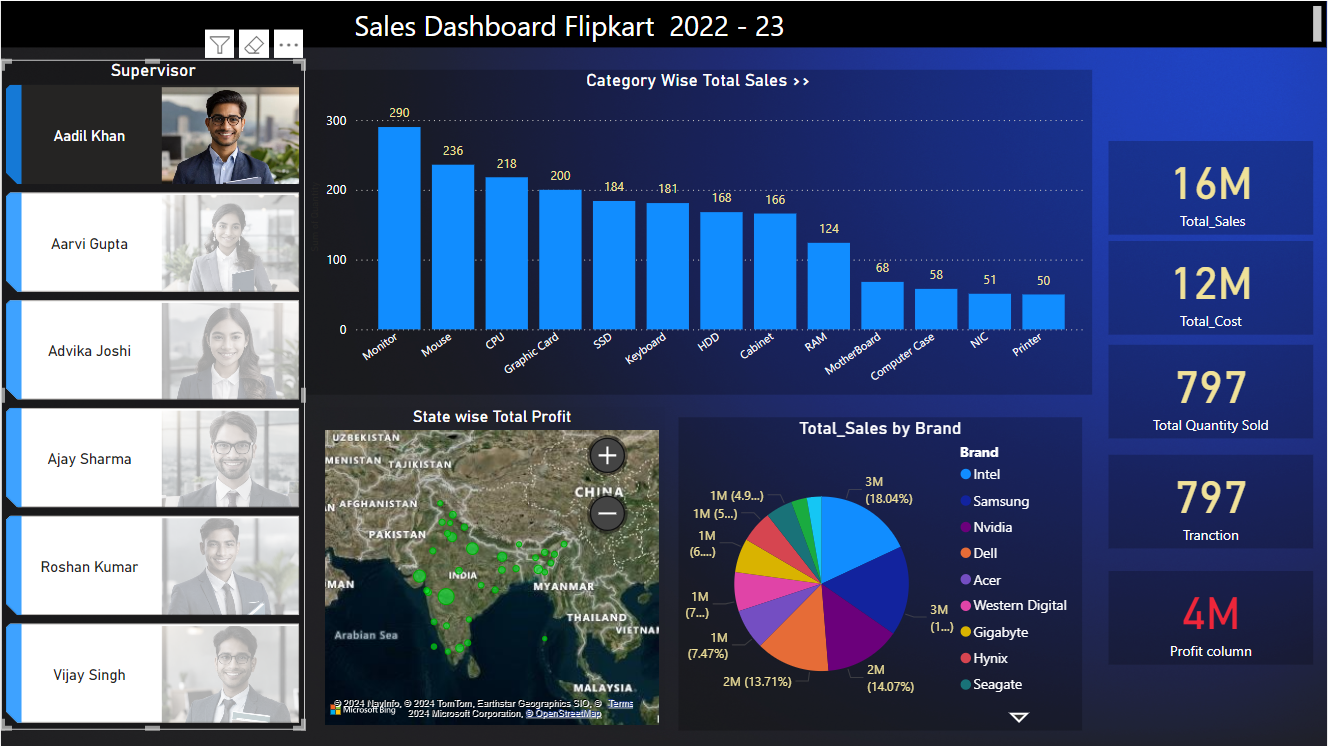 Sales Dashboard Flipkart 2022 - 23
Supervisor
Aadil Khan
Aarvi Gupta
Advika Joshi
Ajay Sharma
Roshan Kumar
Vijay Singh
Category Wise Total Sales >>
300
200
100
0
290
236
218
200
184
181
168
166
124
68
58
51
50
Monitor
Mouse
CPU
Graphic Card
SSD
Keyboard
HDD
Cabinet
RAM
MotherBoard
Computer Case
NIC
Printer
16M
Total_Sales
12M
Total_Cost
797
Total Quantity Sold
797
Tranction
4M
Profit column
State wise Total Profit
UZBEKISTAN
MENISTAN
TAJIKISTAN
CHINA
AFGHANISTAN
PAKISTAN
INDIA
MAN
MYANMAR
THAILAND
VIETNA
Arabian Sea
MALAYSIA
© 2024 NavInfo, © 2024 TomTom, Earthstar Geographics SIO, © 2024 Microsoft Corporation, © OpenStreetMap
Terms
Microsoft Bing
Total_Sales by Brand
3M
(18.04%)
3M
(1...)
2M
(14.07%)
2M (13.71%)
1M
(7.47%)
1M
(7...)
1M
(6....)
1M (5...)
1M (4.9...)
Brand
Intel
Samsung
Nvidia
Dell
Acer
Western Digital
Gigabyte
Hynix
Seagate